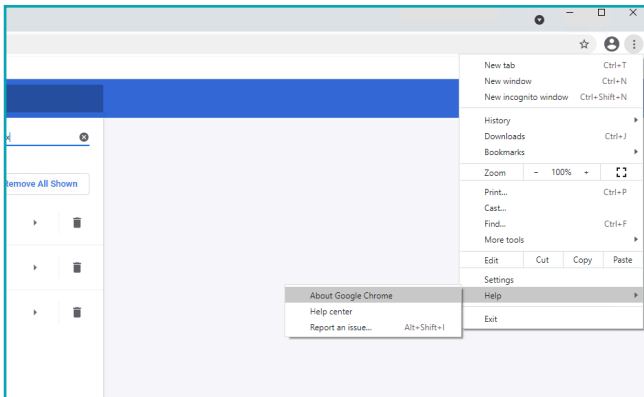 New tab Ctrl+T
New window Ctrl+N
New incognito window Ctrl+Shift+N
History
Downloads Ctrl+J
Bookmarks
Zoom - 100% +
Print... Ctrl+P
Cast...
Find... Ctrl+F
More tools
Edit Cut Copy Paste
Settings
Help
Exit
About Google Chrome
Help center
Report an issue... Alt+Shift+I
Remove All Shown